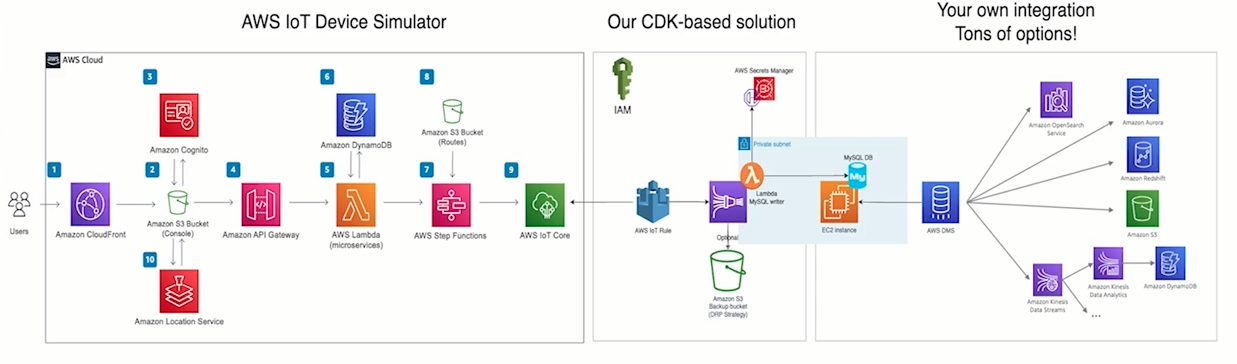 AWS IoT Device Simulator
Our CDK-based solution
Your own integration
Tons of options!
aws
AWS Cloud
Users
1
Amazon CloudFront
3
Amazon Cognito
2
Amazon S3 Bucket
(Console)
10
Amazon Location Service
4
Amazon API Gateway
6
Amazon DynamoDB
5
AWS Lambda
(microservices)
8
Amazon S3 Bucket
(Routes)
7
AWS Step Functions
9
AWS IoT Core
IAM
AWS Secrets Manager
AWS IoT Rule
Private subnet
Lambda
MySQL writer
Optional
Amazon S3
Backup bucket
(DRP Strategy)
MySQL DB
My
EC2 instance
AWS DMS
Amazon OpenSearch
Service
Amazon Aurora
Amazon Redshift
Amazon S3
Amazon Kinesis
Data Streams
Amazon Kinesis
Data Analytics
Amazon DynamoDB
...